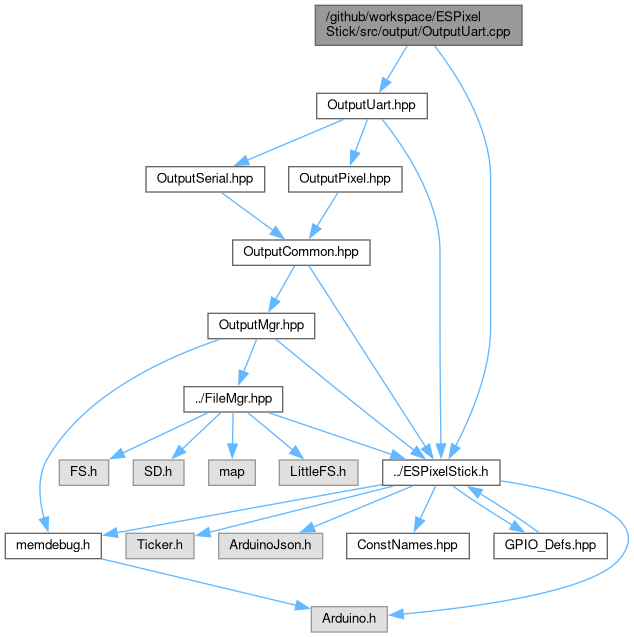 /github/workspace/ESPixel
Stick/src/output/OutputUart.cpp
OutputUart.hpp
OutputSerial.hpp
OutputPixel.hpp
OutputCommon.hpp
OutputMgr.hpp
../FileMgr.hpp
FS.h
SD.h
map
LittleFS.h
../ESPixelStick.h
memdebug.h
Ticker.h
ArduinoJson.h
ConstNames.hpp
GPIO_Defs.hpp
Arduino.h